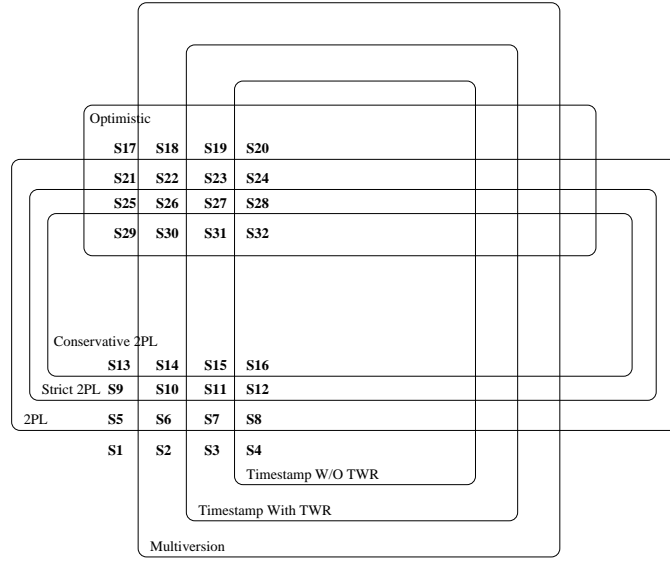 Optimistic
S17 S18 S19 S20
S21 S22 S23 S24
S25 S26 S27 S28
S29 S30 S31 S32
Conservative 2PL
S13 S14 S15 S16
Strict 2PL S9 S10 S11 S12
2PL S5 S6 S7 S8
S1 S2 S3 S4
Timestamp W/O TWR
Timestamp With TWR
Multiversion